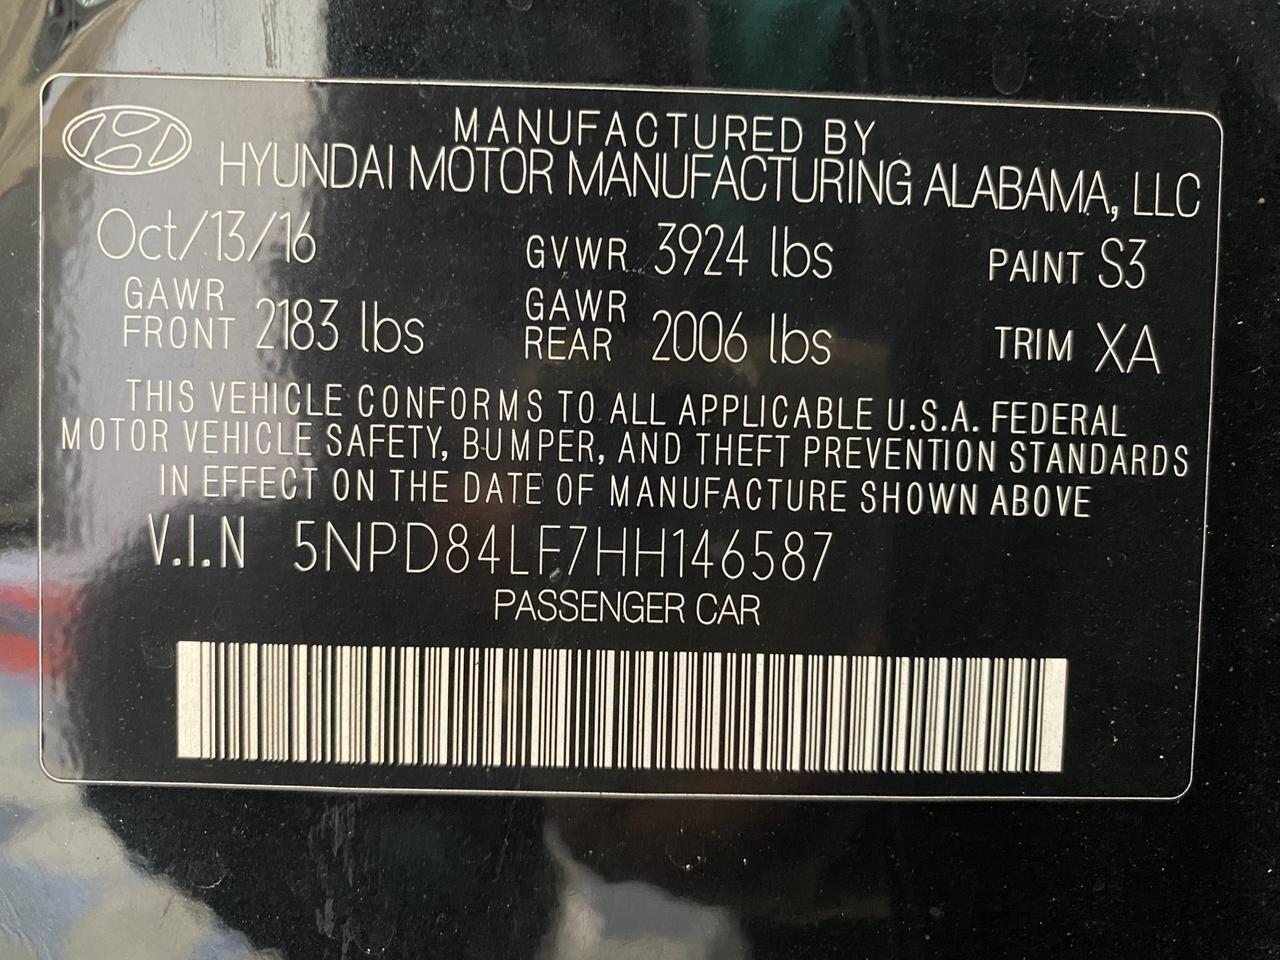 MANUFACTURED BY
HYUNDAI MOTOR MANUFACTURING ALABAMA, LLC
Oct/13/16 GVWR 3924 lbs PAINT S3
GAWR FRONT 2183 lbs GAWR REAR 2006 lbs TRIM XA
THIS VEHICLE CONFORMS TO ALL APPLICABLE U.S.A. FEDERAL
MOTOR VEHICLE SAFETY, BUMPER, AND THEFT PREVENTION STANDARDS
IN EFFECT ON THE DATE OF MANUFACTURE SHOWN ABOVE
V.I.N 5NPD84LF7HH146587
PASSENGER CAR